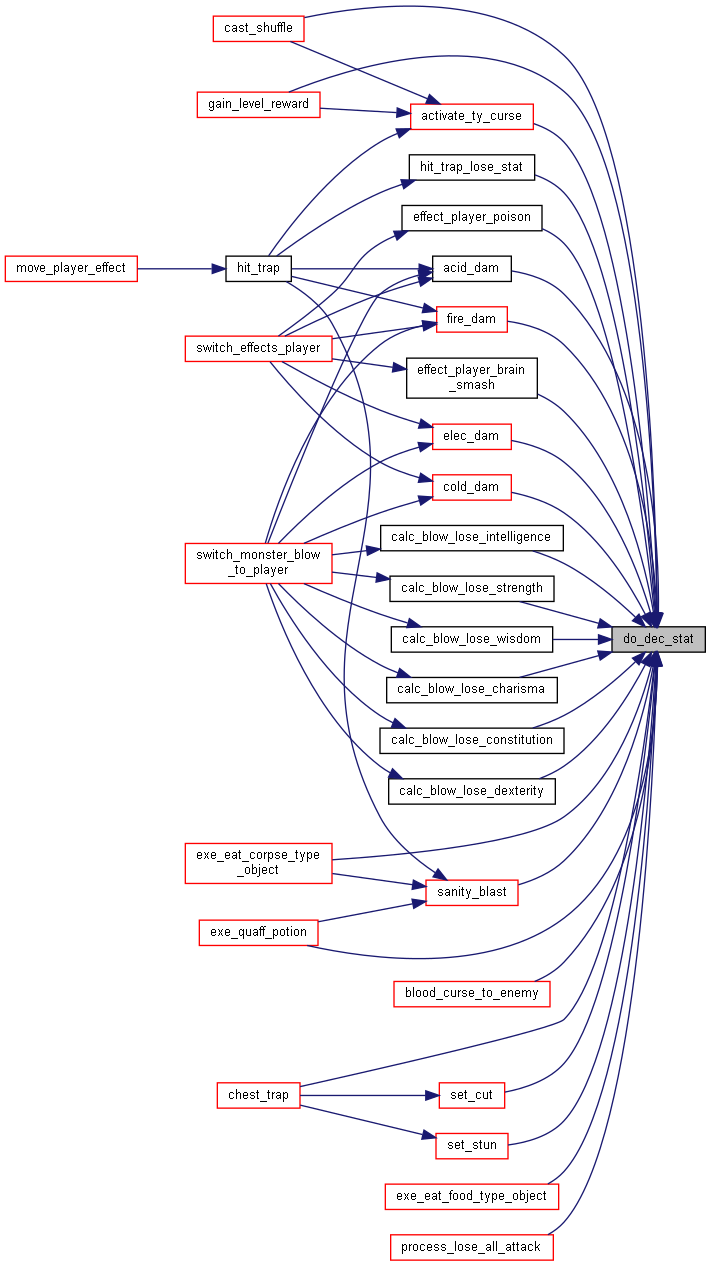 cast_shuffle
gain_level_reward
activate_ty_curse
hit_trap_lose_stat
effect_player_poison
move_player_effect
hit_trap
acid_dam
fire_dam
switch_effects_player
effect_player_brain
_smash
elec_dam
cold_dam
calc_blow_lose_intelligence
switch_monster_blow
_to_player
calc_blow_lose_strength
calc_blow_lose_wisdom
do_dec_stat
calc_blow_lose_charisma
calc_blow_lose_constitution
calc_blow_lose_dexterity
exe_eat_corpse_type
_object
sanity_blast
exe_quaff_potion
blood_curse_to_enemy
chest_trap
set_cut
set_stun
exe_eat_food_type_object
process_lose_all_attack